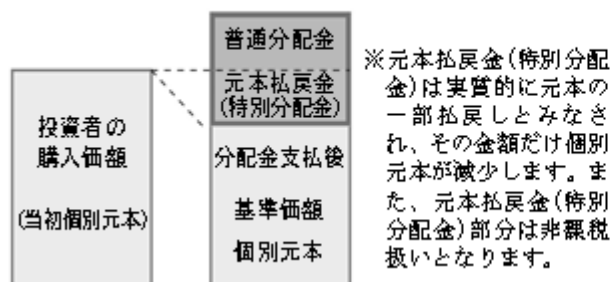 投資者の
購入価額
(当初個別元本)
普通分配金
元本払戻金
(特別分配金)
分配金支払後
基準価額
個別元本
※元本払戻金(特別分配
金)は実質的に元本の
一部払戻しとみなさ
れ、その金額だけ個別
元本が減少します。ま
た、元本払戻金(特別
分配金)部分は非課税
扱いとなります。